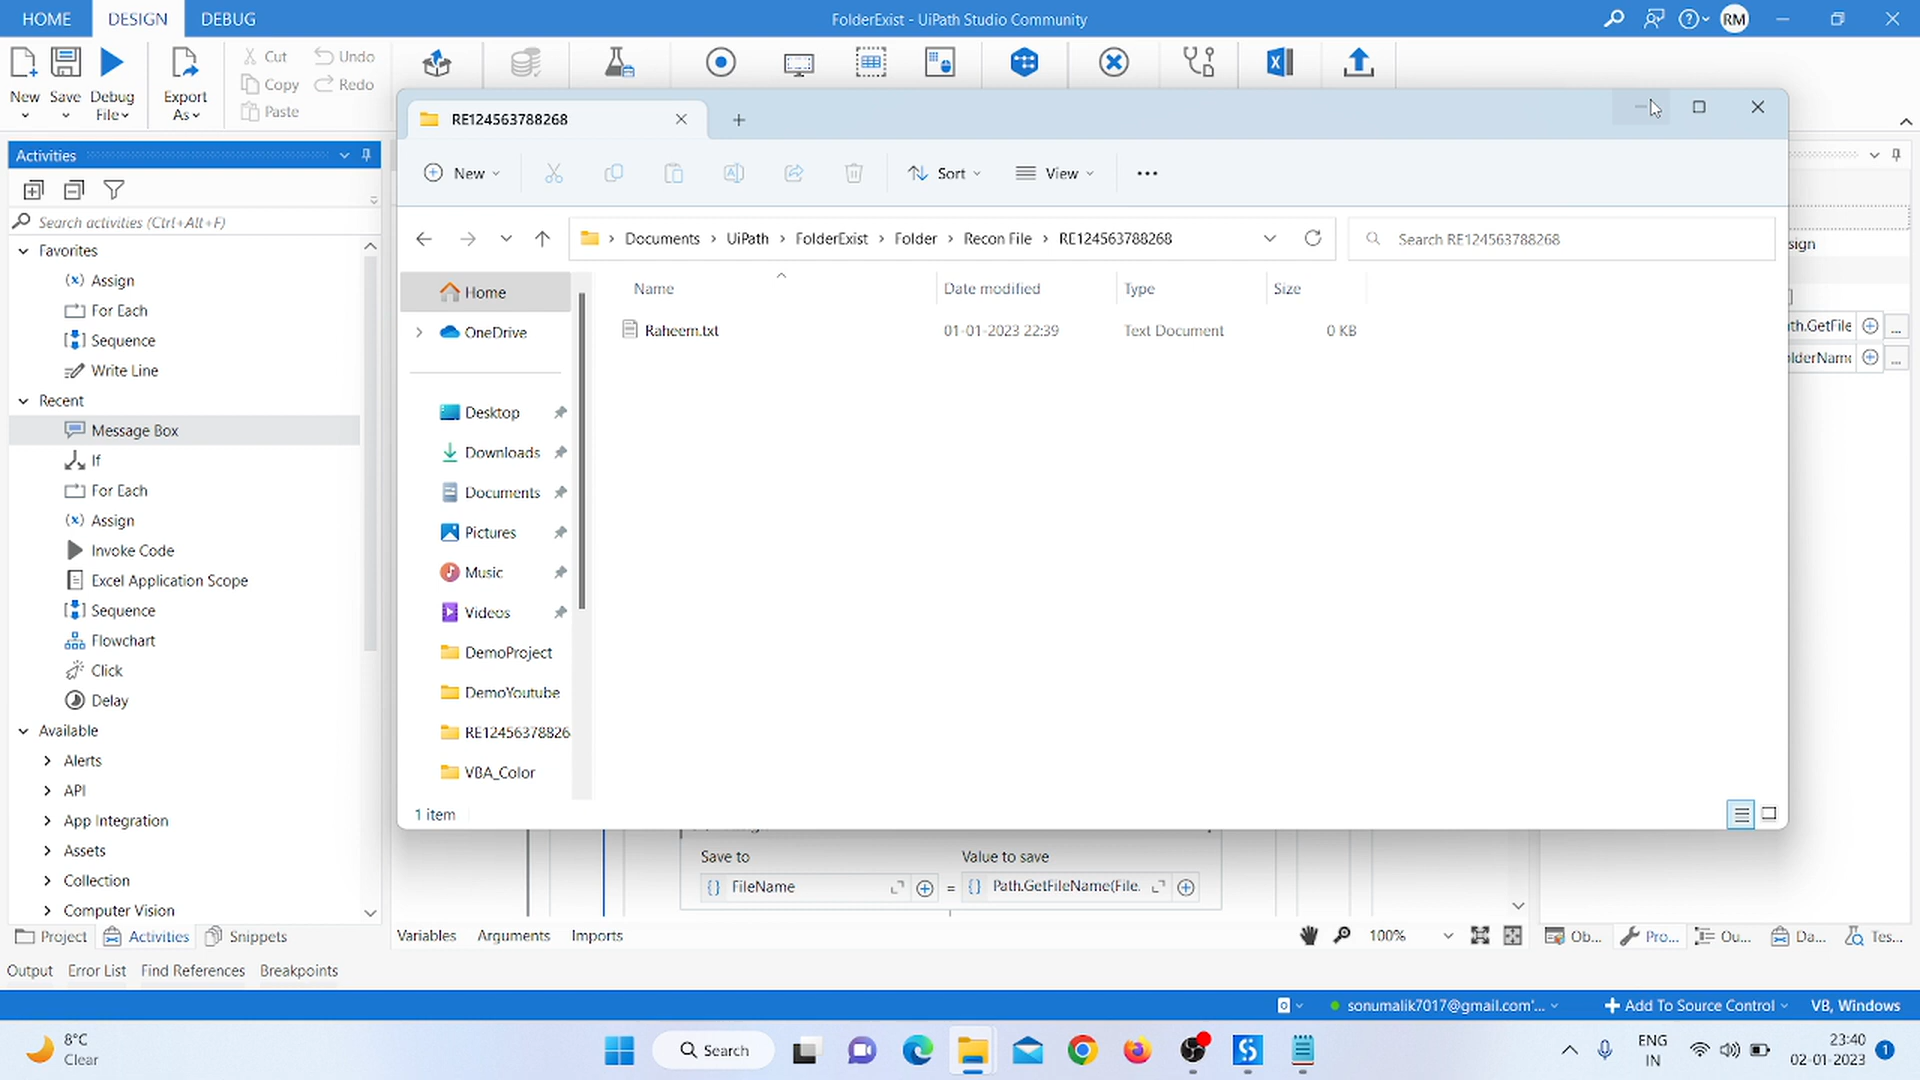 HOME DESIGN DEBUG FolderExist - UiPath Studio Community RM
New Save Debug File Export As Cut Copy Paste Undo Redo
Activities
Search activities (Ctrl+Alt+F)
Favorites
Assign
For Each
Sequence
Write Line
Recent
Message Box
If
For Each
Assign
Invoke Code
Excel Application Scope
Sequence
Flowchart
Click
Delay
Available
Alerts
API
App Integration
Assets
Collection
Computer Vision
Project Activities Snippets
RE124563788268
New Sort View
Documents UiPath FolderExist Folder Recon File RE124563788268 Search RE124563788268
Home
OneDrive
Desktop
Downloads
Documents
Pictures
Music
Videos
DemoProject
DemoYoutube
RE12456378826
VBA_Color
Name Date modified Type Size
Raheem.txt 01-01-2023 22:39 Text Document 0 KB
1 item
sign
th.GetFile ...
lderName ...
Save to Value to save
FileName = Path.GetFileName(File.
Variables Arguments Imports 100% Ob... Pro... Ou... Da... Tes...
Output Error List Find References Breakpoints
sonumalik7017@gmail.com'... Add To Source Control VB, Windows
8°C
Clear
Search
ENG
IN
23:40
02-01-2023
1